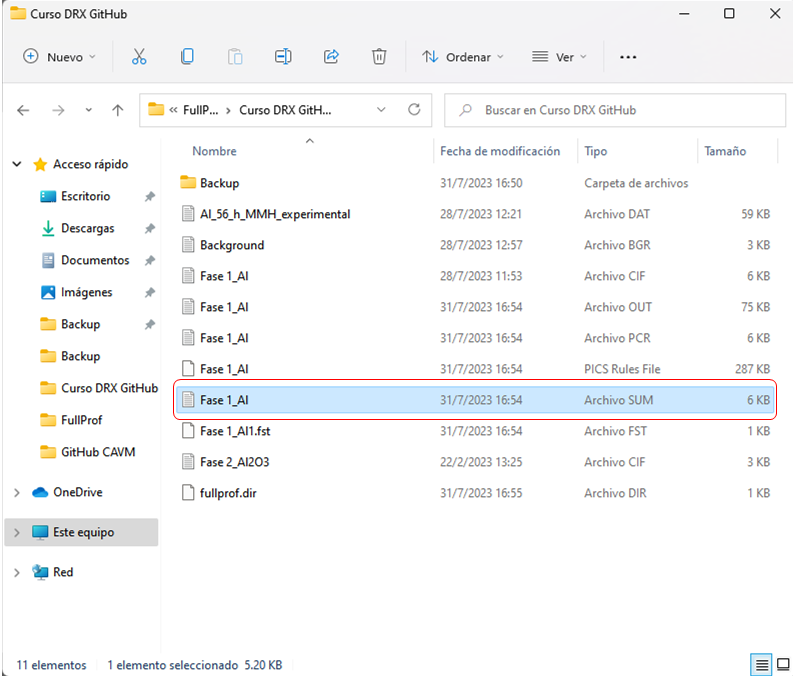 Curso DRX GitHub
Nuevo Ordenar Ver
« FullP... › Curso DRX GitH... Buscar en Curso DRX GitHub
Nombre Fecha de modificación Tipo Tamaño
Acceso rápido
Escritorio
Descargas
Documentos
Imágenes
Backup
Backup
Curso DRX GitHub
FullProf
GitHub CAVM
OneDrive
Este equipo
Red
Backup 31/7/2023 16:50 Carpeta de archivos
Al_56_h_MMH_experimental 28/7/2023 12:21 Archivo DAT 59 KB
Background 28/7/2023 12:57 Archivo BGR 3 KB
Fase 1_Al 28/7/2023 11:53 Archivo CIF 6 KB
Fase 1_Al 31/7/2023 16:54 Archivo OUT 75 KB
Fase 1_Al 31/7/2023 16:54 Archivo PCR 6 KB
Fase 1_Al 31/7/2023 16:54 PICS Rules File 287 KB
Fase 1_Al 31/7/2023 16:54 Archivo SUM 6 KB
Fase 1_Al1.fst 31/7/2023 16:54 Archivo FST 1 KB
Fase 2_Al2O3 22/2/2023 13:25 Archivo CIF 3 KB
fullprof.dir 31/7/2023 16:55 Archivo DIR 1 KB
11 elementos 1 elemento seleccionado 5.20 KB